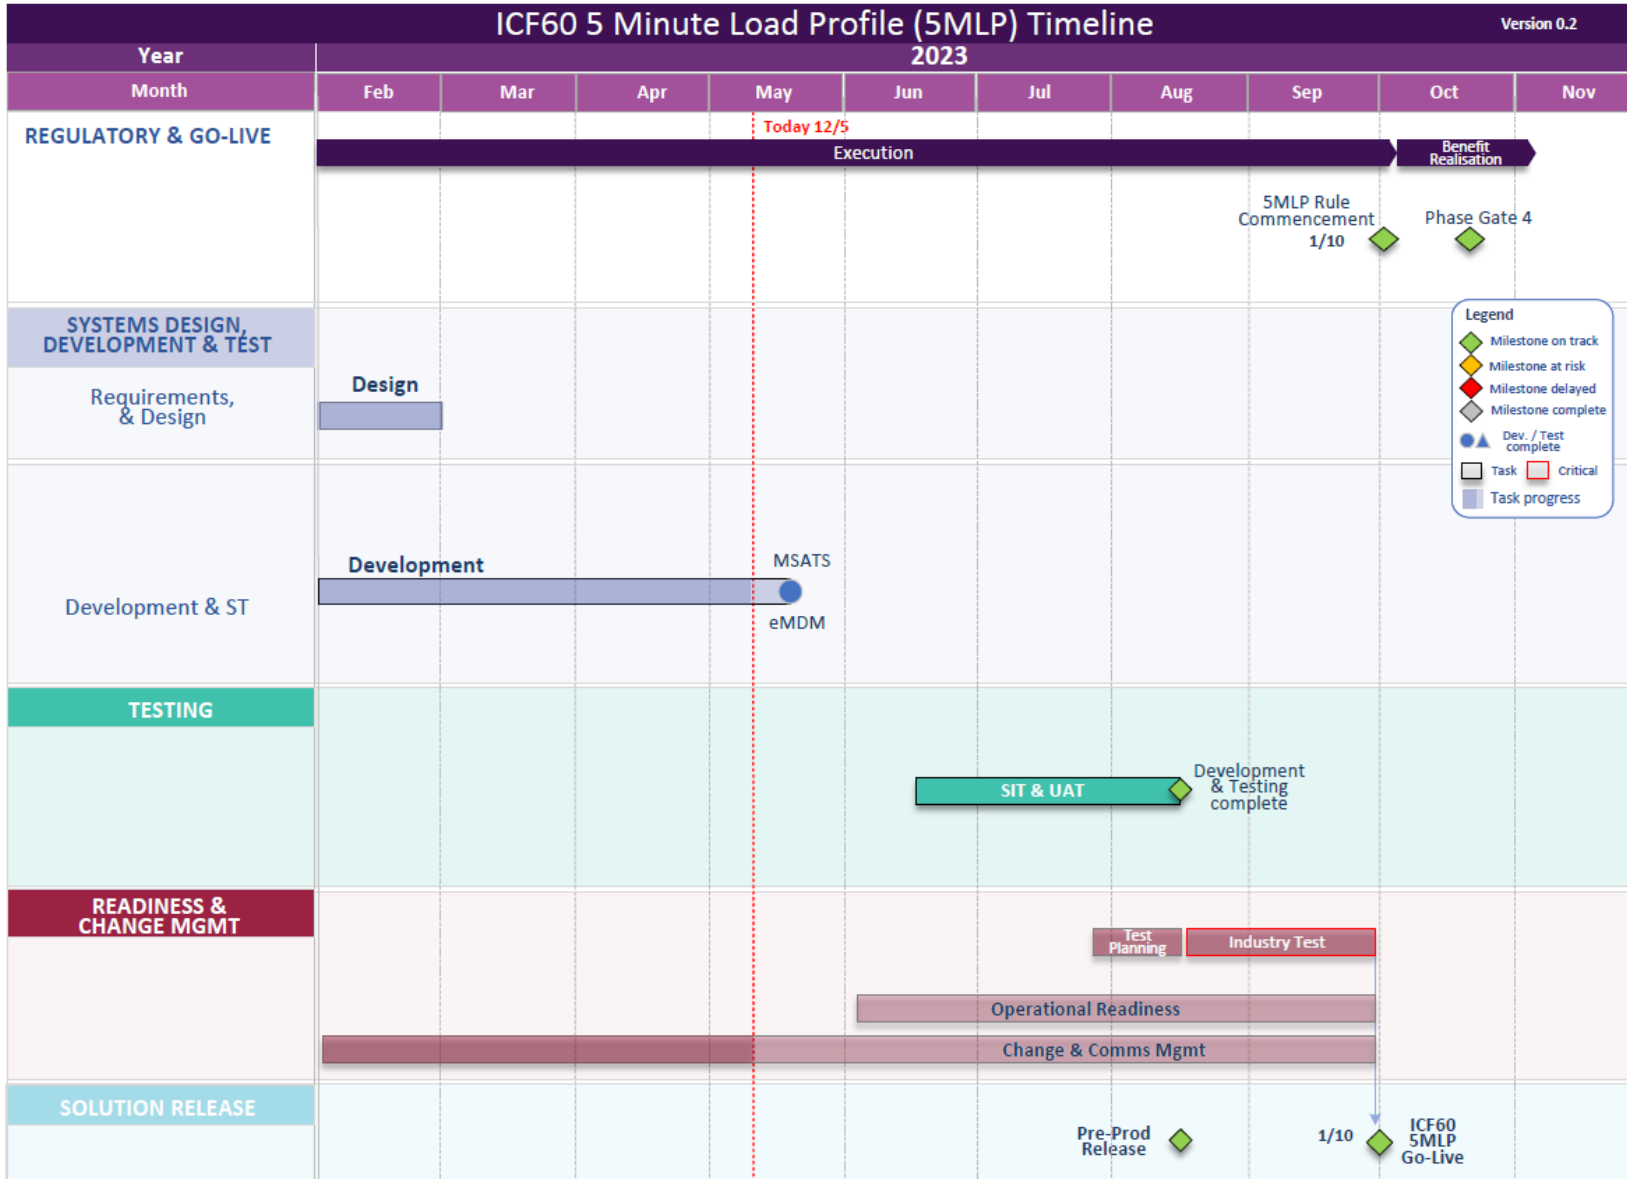 ICF60 5 Minute Load Profile (5MLP) Timeline
Version 0.2
Year
2023
Month
Feb
Mar
Apr
May
Jun
Jul
Aug
Sep
Oct
Nov
REGULATORY & GO-LIVE
Today 12/5
Execution
Benefit
Realisation
5MLP Rule
Commencement
1/10
Phase Gate 4
SYSTEMS DESIGN,
DEVELOPMENT & TEST
Requirements,
& Design
Design
Legend
Milestone on track
Milestone at risk
Milestone delayed
Milestone complete
Dev. / Test
complete
Task
Critical
Task progress
Development & ST
Development
MSATS
eMDM
TESTING
SIT & UAT
Development
& Testing
complete
READINESS &
CHANGE MGMT
Test
Planning
Industry Test
Operational Readiness
Change & Comms Mgmt
SOLUTION RELEASE
Pre-Prod
Release
1/10
ICF60
5MLP
Go-Live